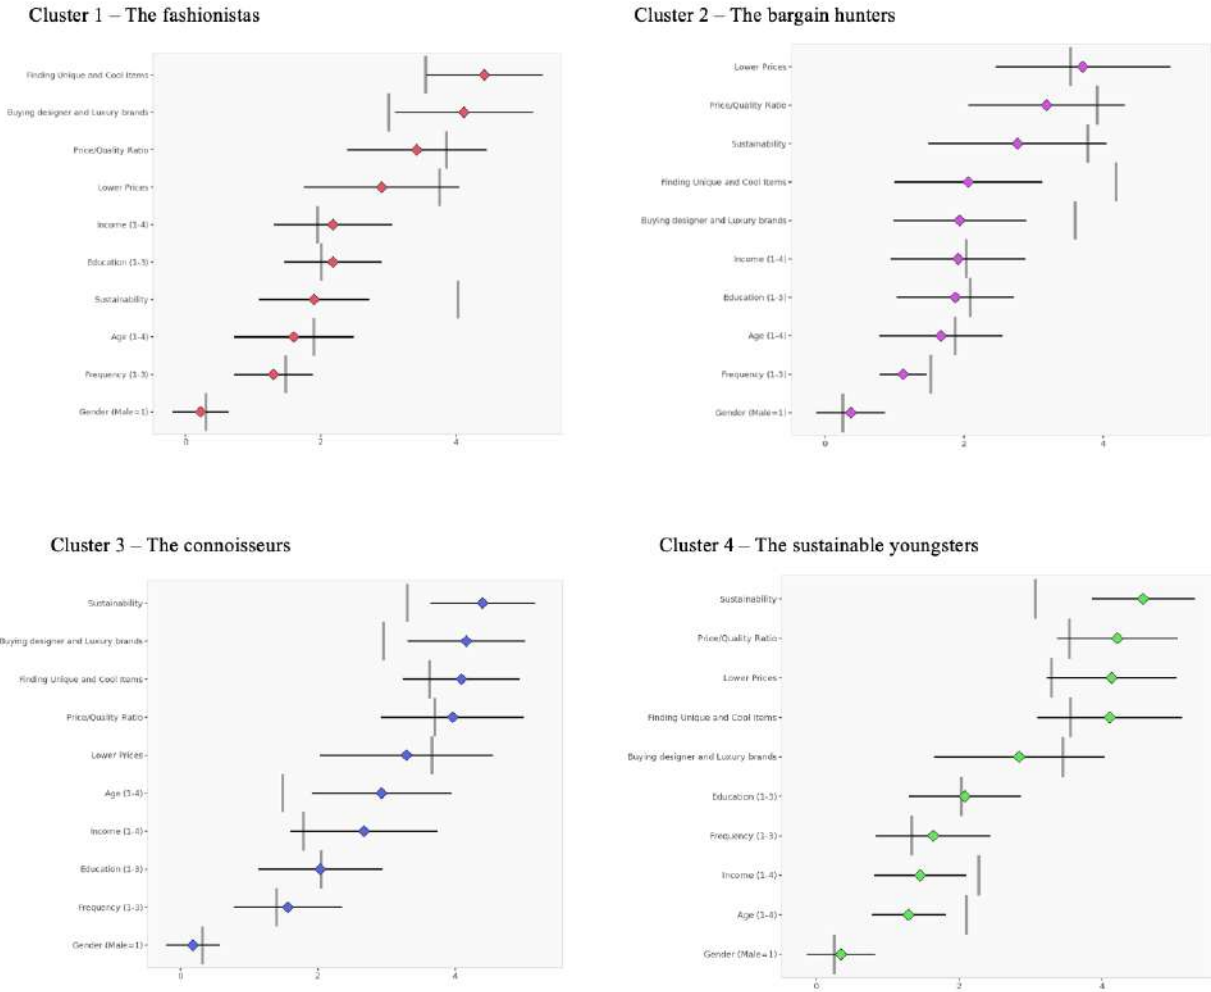 Cluster 1 – The fashionistas
Finding Unique and Cool Items
Buying designer and Luxury brands
Price/Quality Ratio
Lower Prices
Income (1-4)
Education (1-3)
Sustainability
Age (1-4)
Frequency (1-3)
Gender (Male=1)
0 2 4
Cluster 2 – The bargain hunters
Lower Prices
Price/Quality Ratio
Sustainability
Finding Unique and Cool Items
Buying designer and Luxury brands
Income (1-4)
Education (1-3)
Age (1-4)
Frequency (1-3)
Gender (Male=1)
0 2 4
Cluster 3 – The connoisseurs
Sustainability
Buying designer and Luxury brands
Finding Unique and Cool Items
Price/Quality Ratio
Lower Prices
Age (1-4)
Income (1-4)
Education (1-3)
Frequency (1-3)
Gender (Male=1)
0 2 4
Cluster 4 – The sustainable youngsters
Sustainability
Price/Quality Ratio
Lower Prices
Finding Unique and Cool Items
Buying designer and Luxury brands
Education (1-3)
Frequency (1-3)
Income (1-4)
Age (1-4)
Gender (Male=1)
0 2 4